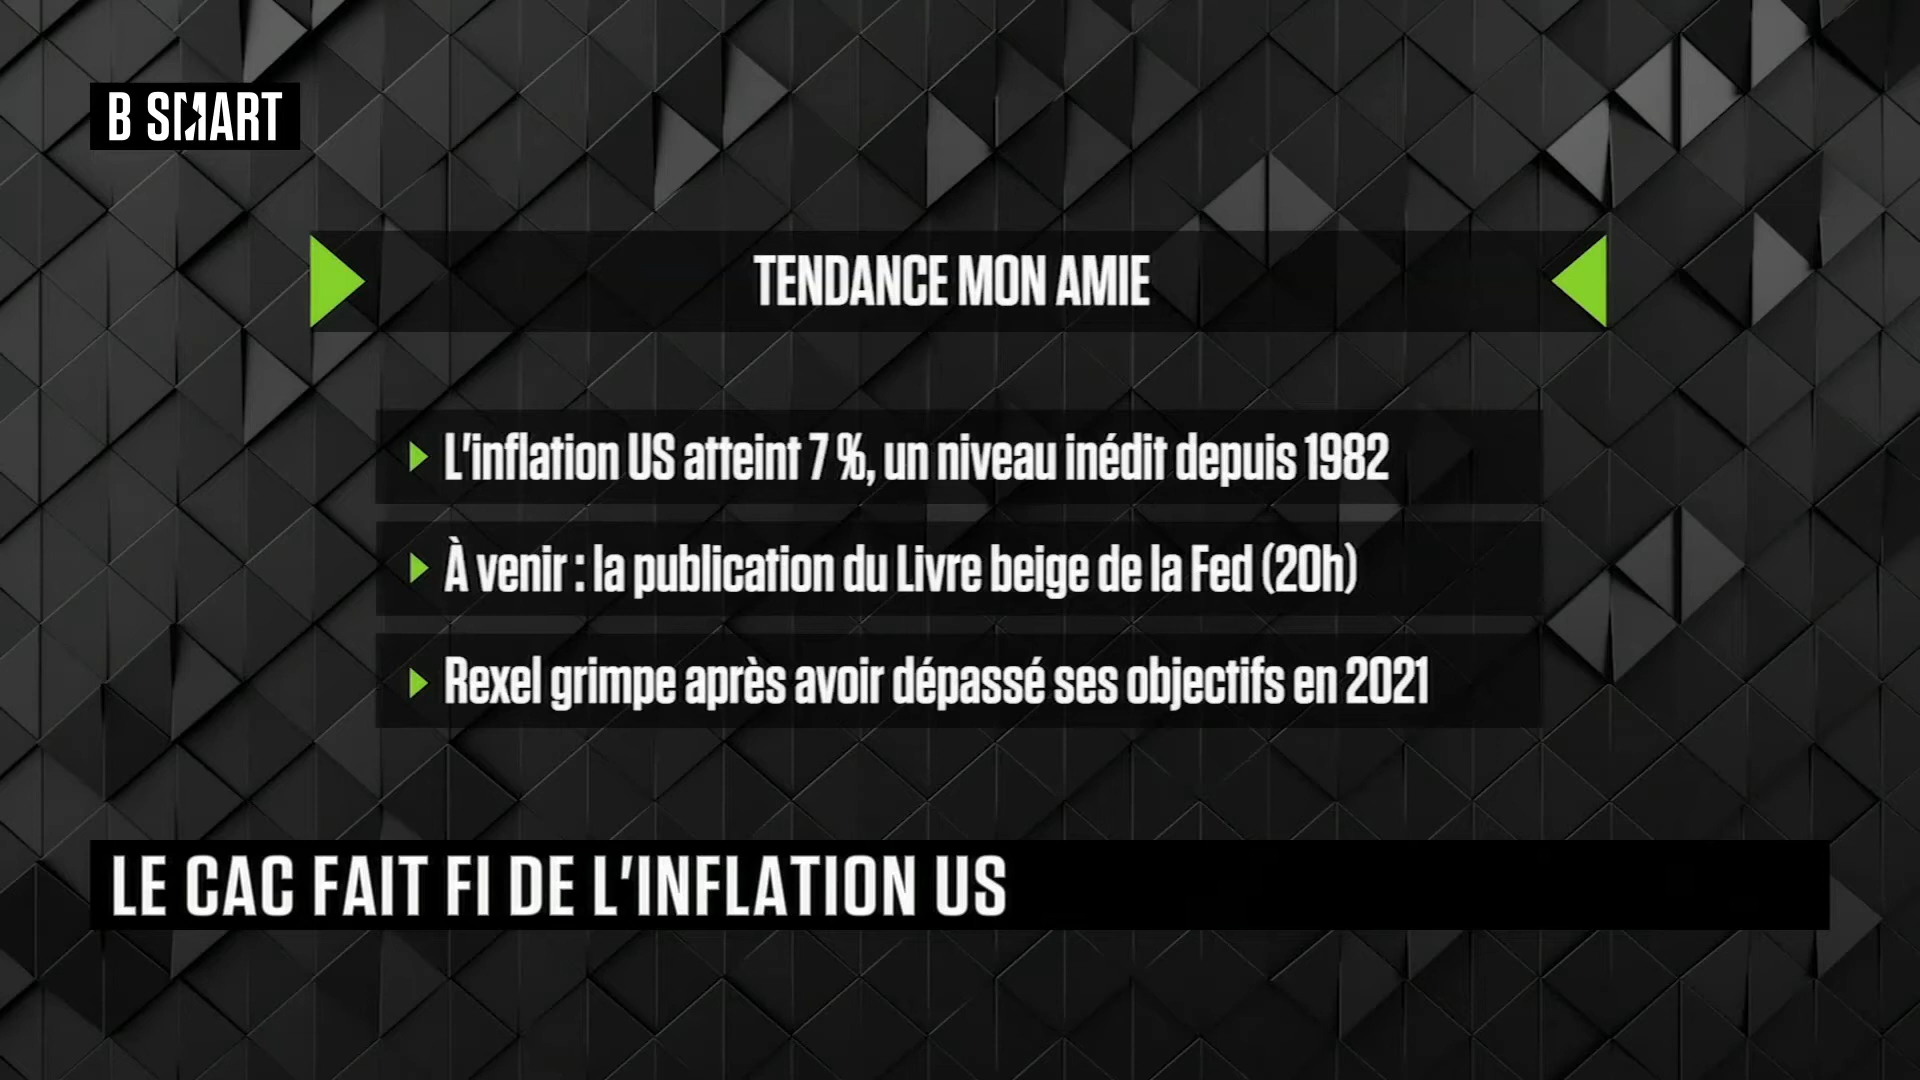 B SMART
TENDANCE MON AMIE
L'inflation US atteint 7 %, un niveau inédit depuis 1982
À venir : la publication du Livre beige de la Fed (20h)
Rexel grimpe après avoir dépassé ses objectifs en 2021
LE CAC FAIT FI DE L'INFLATION US